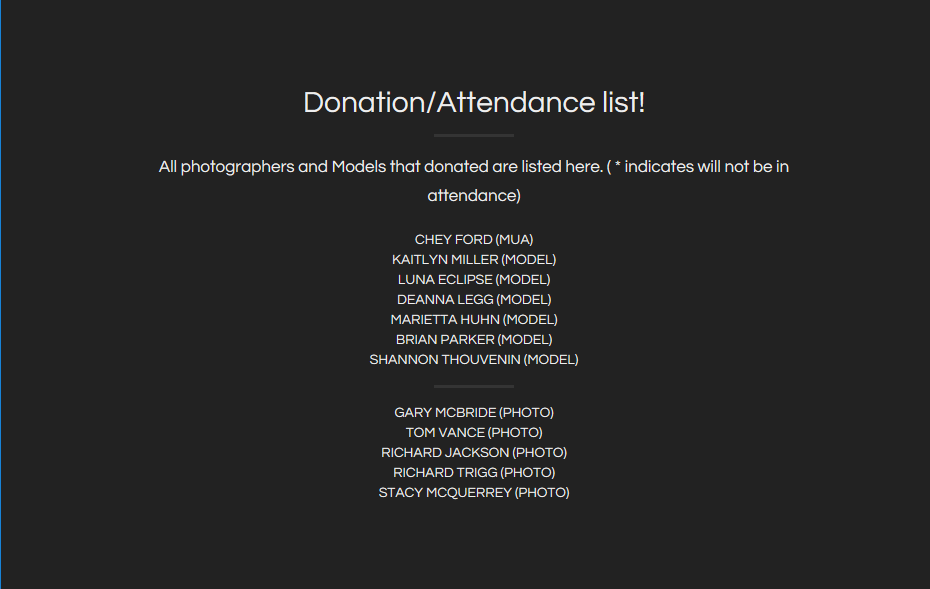 Donation/Attendance list!
All photographers and Models that donated are listed here. ( * indicates will not be in
attendance)
CHEY FORD (MUA)
KAITLYN MILLER (MODEL)
LUNA ECLIPSE (MODEL)
DEANNA LEGG (MODEL)
MARIETTA HUHN (MODEL)
BRIAN PARKER (MODEL)
SHANNON THOUVENIN (MODEL)
GARY MCBRIDE (PHOTO)
TOM VANCE (PHOTO)
RICHARD JACKSON (PHOTO)
RICHARD TRIGG (PHOTO)
STACY MCQUERREY (PHOTO)